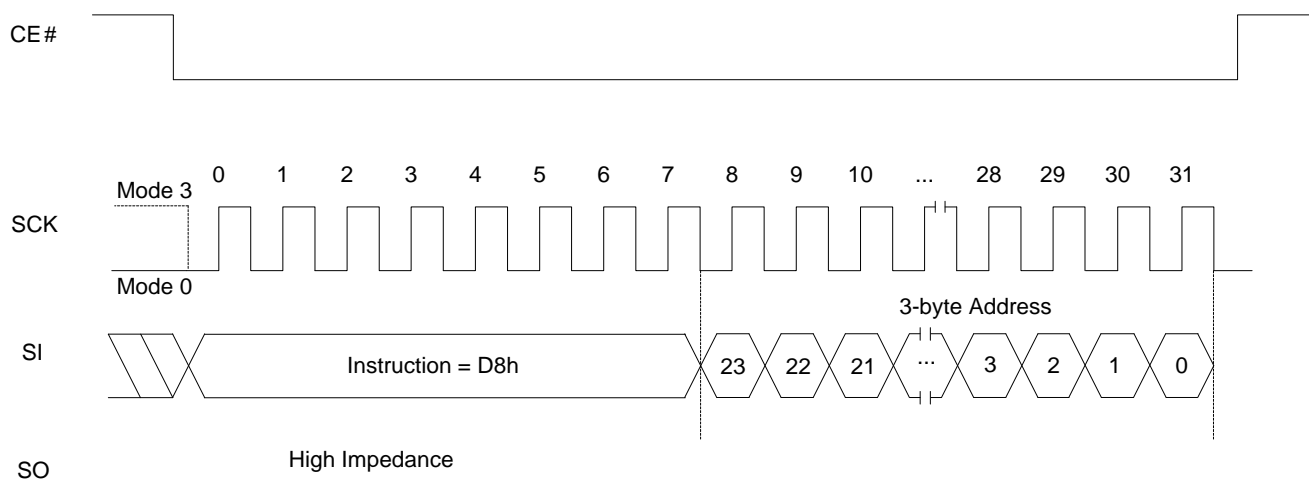 CE#
0 1 2 3 4 5 6 7 8 9 10 ... 28 29 30 31
Mode 3
SCK
Mode 0
3-byte Address
SI
Instruction = D8h
23 22 21 ... 3 2 1 0
High Impedance
SO